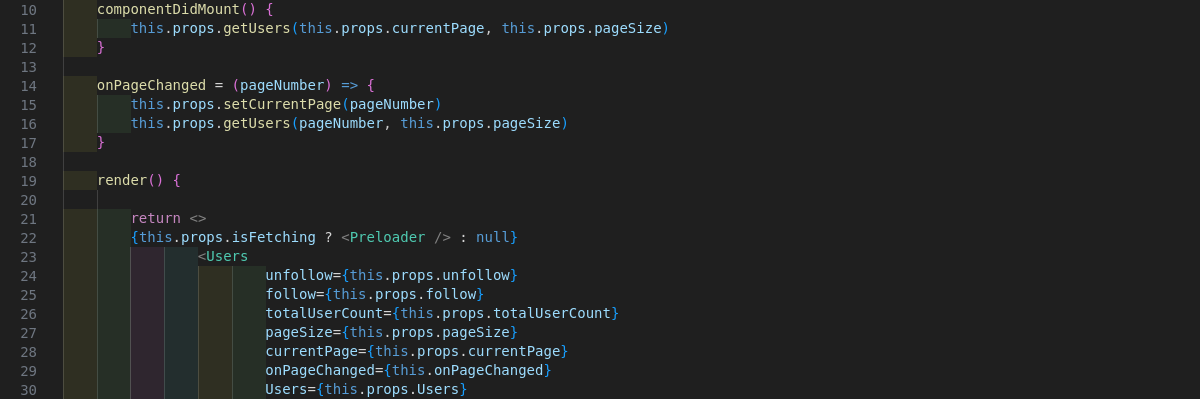 10 componentDidMount() {
11 this.props.getUsers(this.props.currentPage, this.props.pageSize)
12 }
13
14 onPageChanged = (pageNumber) => {
15 this.props.setCurrentPage(pageNumber)
16 this.props.getUsers(pageNumber, this.props.pageSize)
17 }
18
19 render() {
20
21 return <>
22 {this.props.isFetching ? <Preloader /> : null}
23 <Users
24 unfollow={this.props.unfollow}
25 follow={this.props.follow}
26 totalUserCount={this.props.totalUserCount}
27 pageSize={this.props.pageSize}
28 currentPage={this.props.currentPage}
29 onPageChanged={this.onPageChanged}
30 Users={this.props.Users}